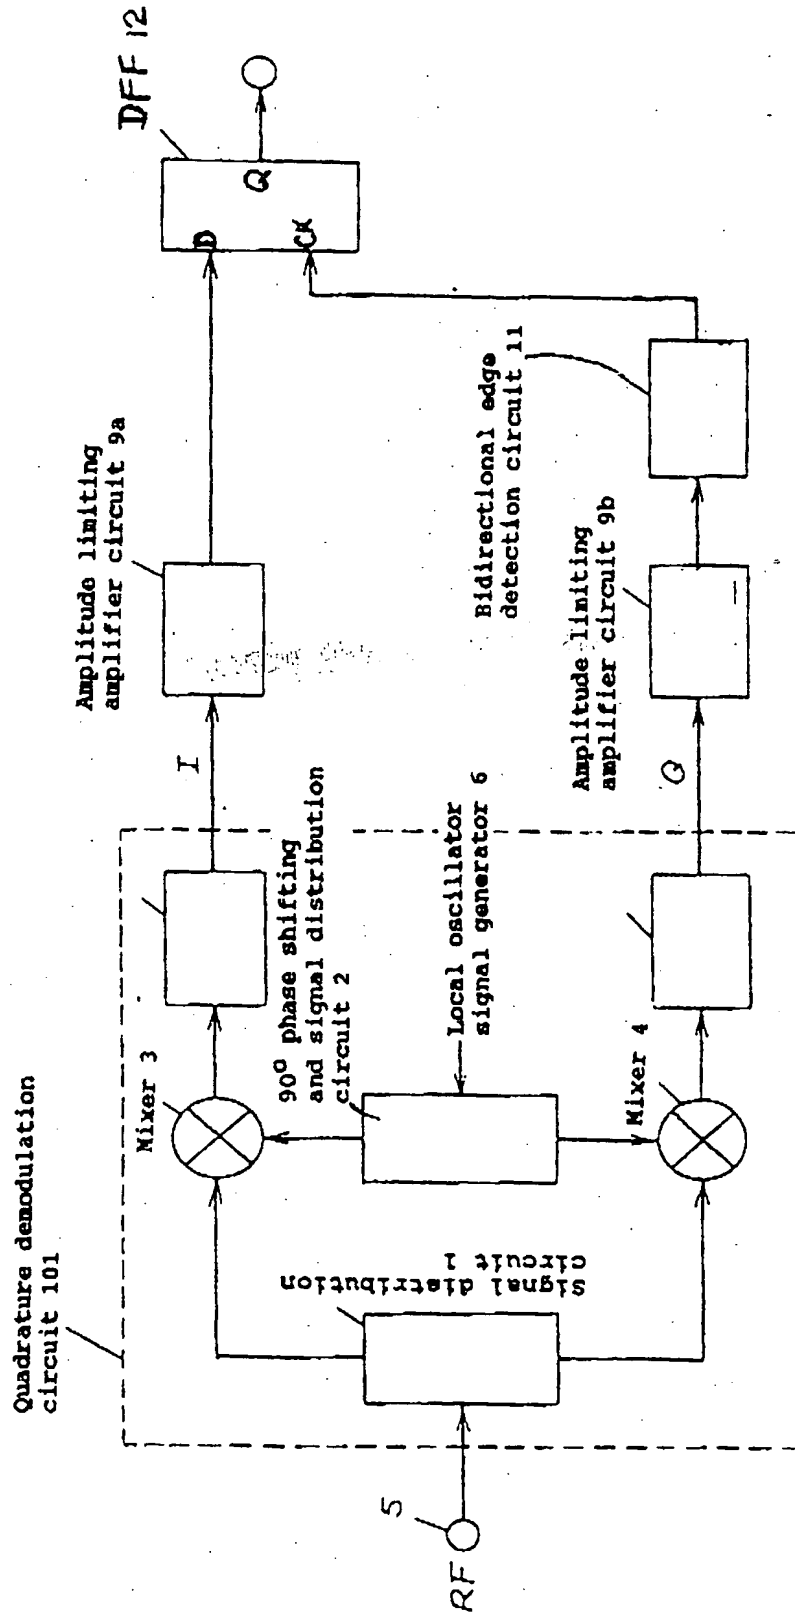 Quadrature demodulation
circuit 101
RF
5
Signal distribution
circuit 1
Mixer 3
90° phase shifting
and signal distribution
circuit 2
Local oscillator
signal generator 6
Mixer 4
I
Q
Amplitude limiting
amplifier circuit 9a
Amplitude limiting
amplifier circuit 9b
Bidirectional edge
detection circuit 11
DFF 12
D
CK
Q